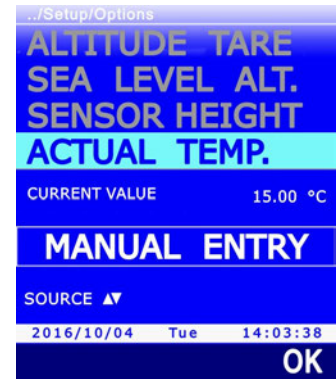 ../Setup/Options
ALTITUDE TARE
SEA LEVEL ALT.
SENSOR HEIGHT
ACTUAL TEMP.
CURRENT VALUE 15.00 °C
MANUAL ENTRY
SOURCE ▲▼
2016/10/04 Tue 14:03:38
OK